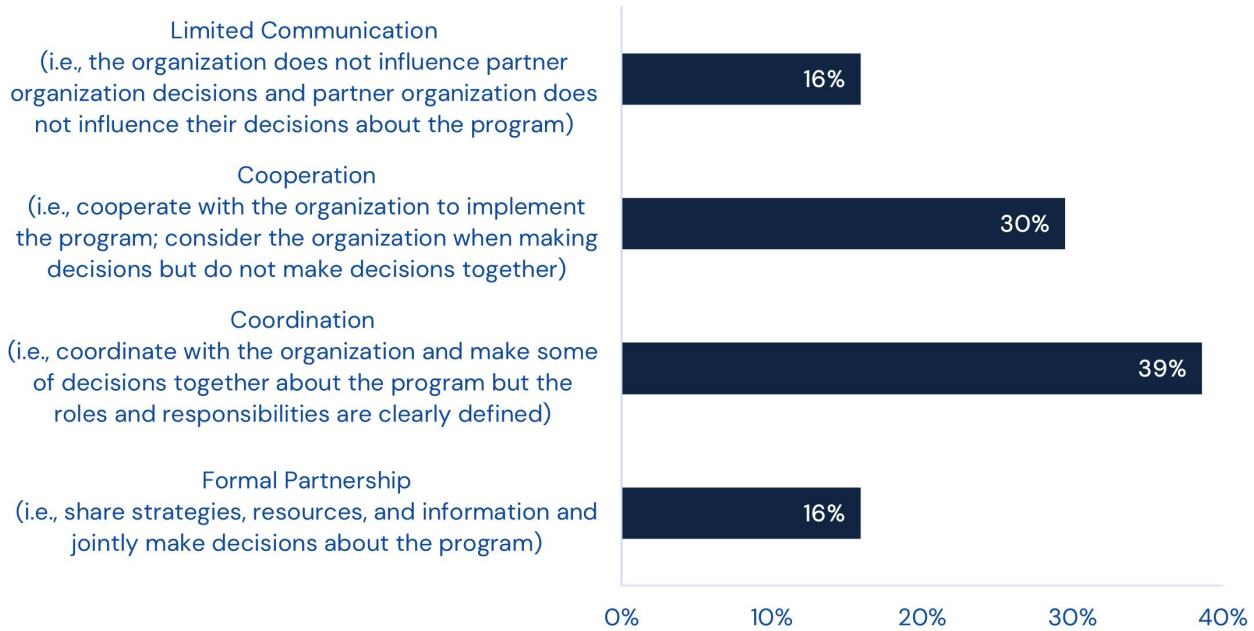 Limited Communication
(i.e., the organization does not influence partner
organization decisions and partner organization does
not influence their decisions about the program)
16%
Cooperation
(i.e., cooperate with the organization to implement
the program; consider the organization when making
decisions but do not make decisions together)
30%
Coordination
(i.e., coordinate with the organization and make some
of decisions together about the program but the
roles and responsibilities are clearly defined)
39%
Formal Partnership
(i.e., share strategies, resources, and information and
jointly make decisions about the program)
16%
0% 10% 20% 30% 40%